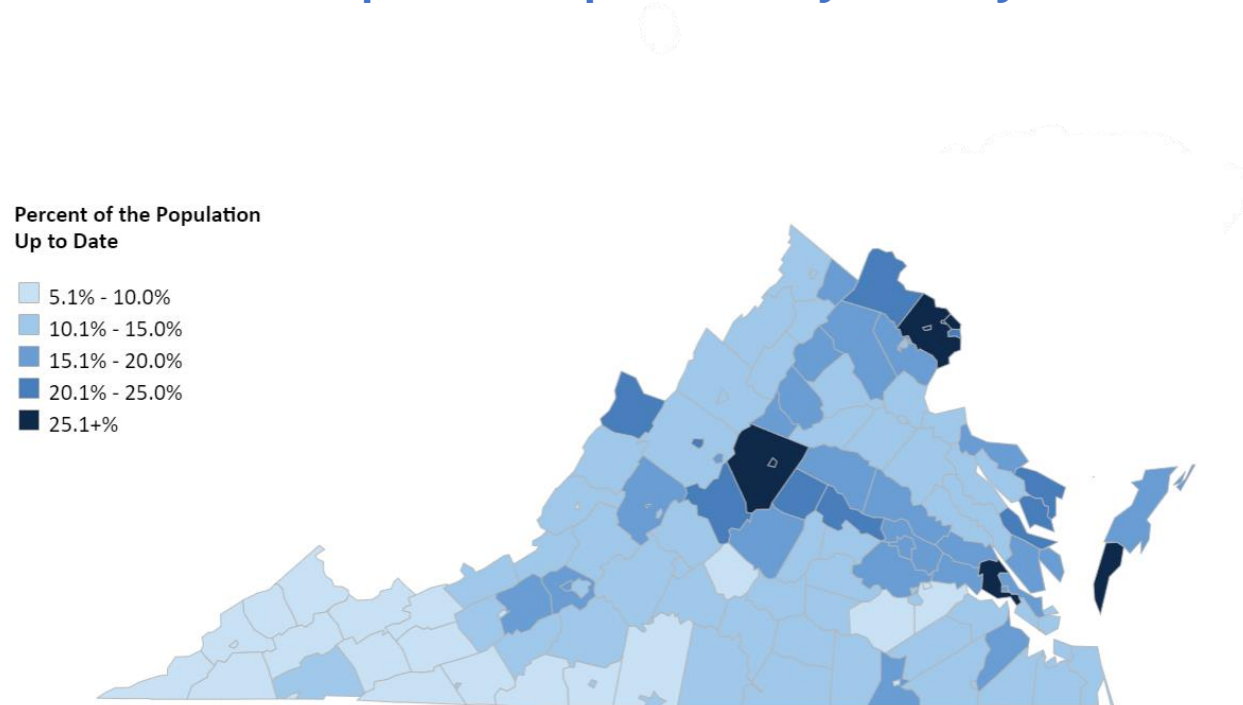 Percent of the Population
Up to Date
5.1% - 10.0%
10.1% - 15.0%
15.1% - 20.0%
20.1% - 25.0%
25.1+%